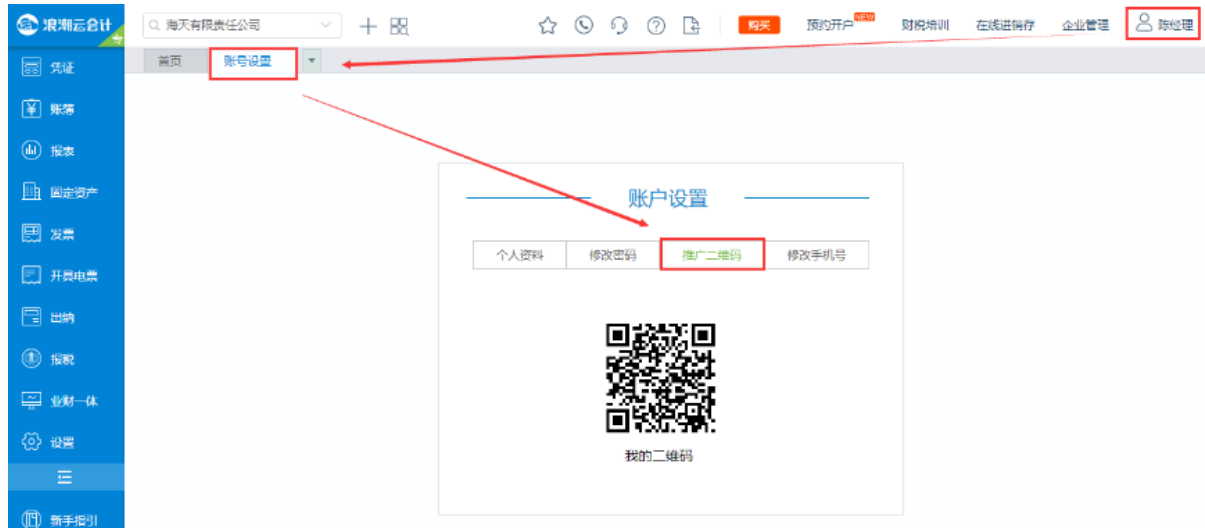 浪潮云会计
海天有限责任公司
购买
预约开户
NEW
财税培训
在线进销存
企业管理
陈经理
首页
账号设置
凭证
账簿
报表
固定资产
发票
开具电票
出纳
报税
业财一体
设置
新手指引
账户设置
个人资料
修改密码
推广二维码
修改手机号
我的二维码